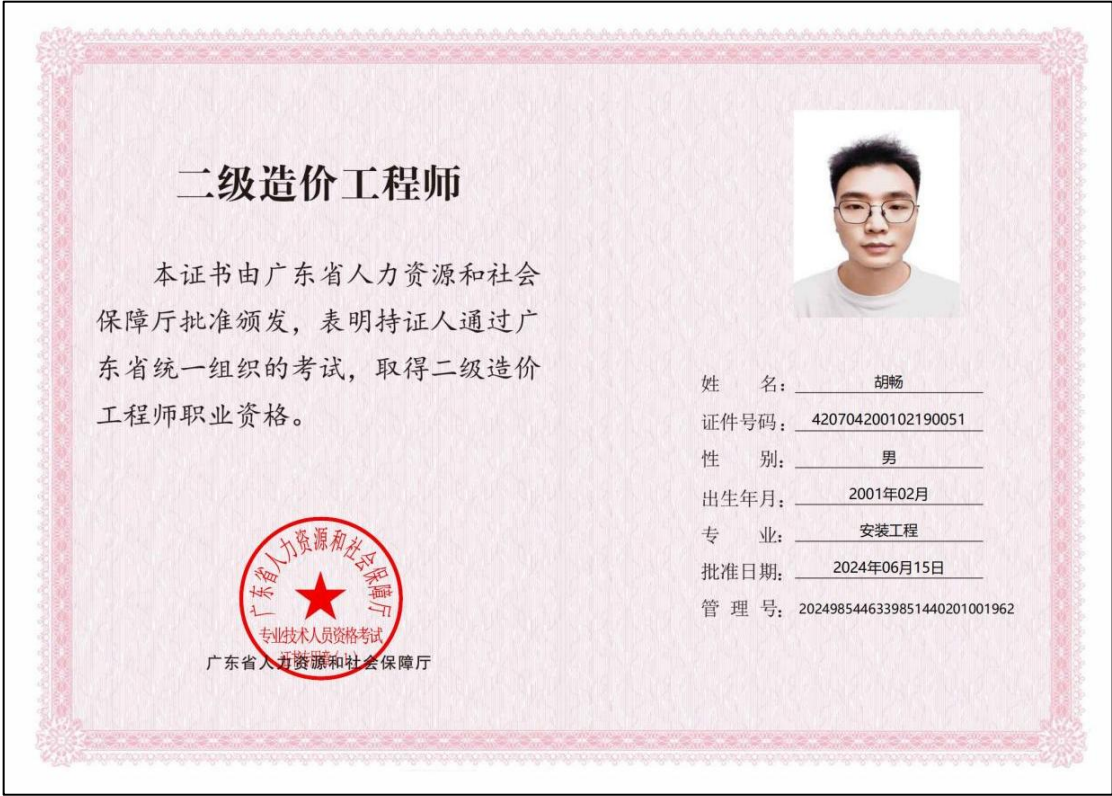 二级造价工程师
本证书由广东省人力资源和社会
保障厅批准颁发，表明持证人通过广
东省统一组织的考试，取得二级造价
工程师职业资格。
广东省人力资源和社会保障厅
专业技术人员资格考试
广东省人力资源和社会保障厅
姓 名：胡畅
证件号码：420704200102190051
性 别：男
出生年月：2001年02月
专 业：安装工程
批准日期：2024年06月15日
管 理 号：2024985446339851440201001962